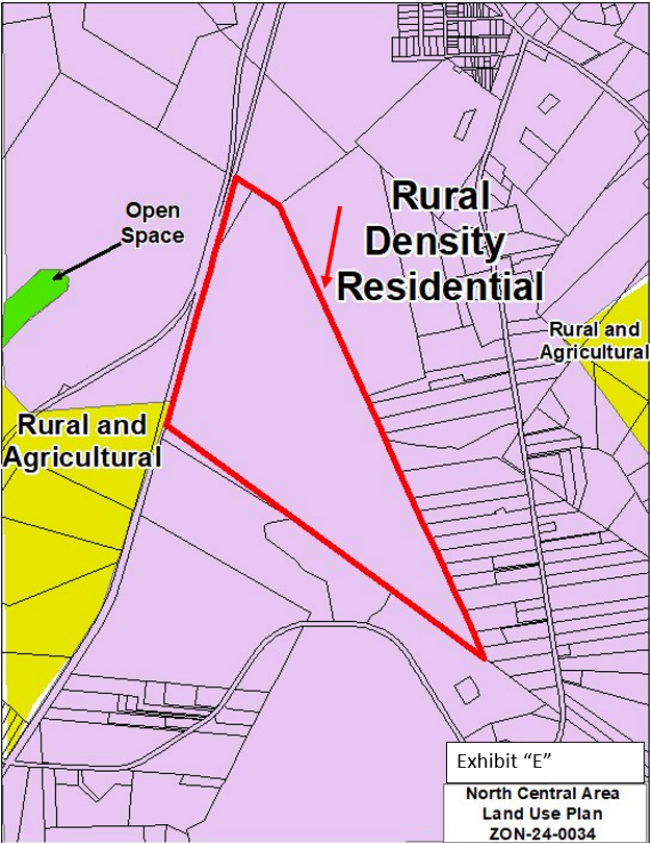 Rural
Density
Residential
Open
Space
Rural and
Agricultural
Rural and
Agricultural
Exhibit “E”
North Central Area
Land Use Plan
ZON-24-0034